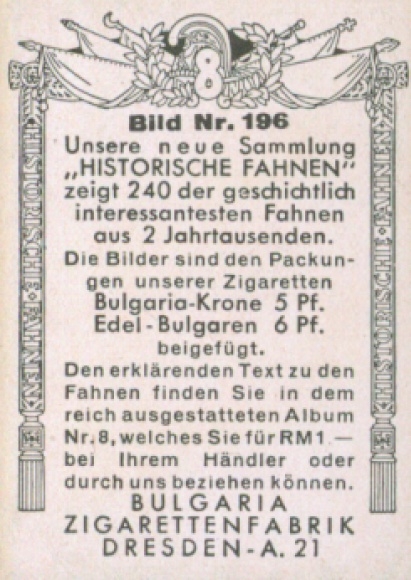 8
Bild Nr. 196
Unsere neue Sammlung
„HISTORISCHE FAHNEN“
zeigt 240 der geschichtlich
interessantesten Fahnen
aus 2 Jahrtausenden.
Die Bilder sind den Packun-
gen unserer Zigaretten
Bulgaria-Krone 5 Pf.
Edel-Bulgaren 6 Pf.
beigefügt.
Den erklärenden Text zu den
Fahnen finden Sie in dem
reich ausgestatteten Album
Nr. 8, welches Sie für RM 1.—
bei Ihrem Händler oder
durch uns beziehen können.
BULGARIA
ZIGARETTENFABRIK
DRESDEN-A. 21
HISTORISCHE FAHNEN
HISTORISCHE FAHNEN